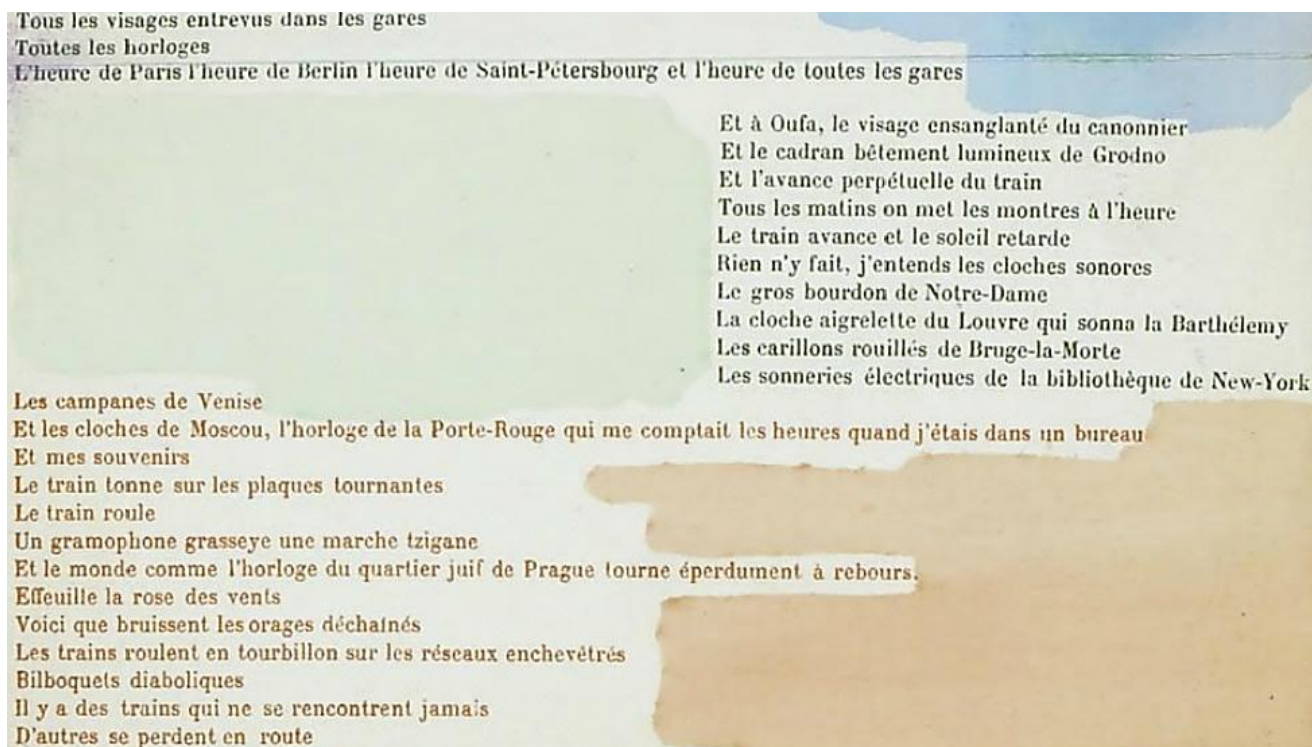 Tous les visages entrevus dans les gares
Toutes les horloges
L'heure de Paris l'heure de Berlin l'heure de Saint-Pétersbourg et l'heure de toutes les gares
Et à Oufa, le visage ensanglanté du canonnier
Et le cadran bêtement lumineux de Grodno
Et l'avance perpétuelle du train
Tous les matins on met les montres à l'heure
Le train avance et le soleil retarde
Rien n'y fait, j'entends les cloches sonores
Le gros bourdon de Notre-Dame
La cloche aigrelette du Louvre qui sonna la Barthélemy
Les carillons rouillés de Bruge-la-Morte
Les sonneries électriques de la bibliothèque de New-York
Les campanes de Venise
Et les cloches de Moscou, l'horloge de la Porte-Rouge qui me comptait les heures quand j'étais dans un bureau
Et mes souvenirs
Le train tonne sur les plaques tournantes
Le train roule
Un gramophone grasseye une marche tzigane
Et le monde comme l'horloge du quartier juif de Prague tourne éperdument à rebours.
Effeuille la rose des vents
Voici que bruissent les orages déchaînés
Les trains roulent en tourbillon sur les réseaux enchevêtrés
Bilboquets diaboliques
Il y a des trains qui ne se rencontrent jamais
D'autres se perdent en route